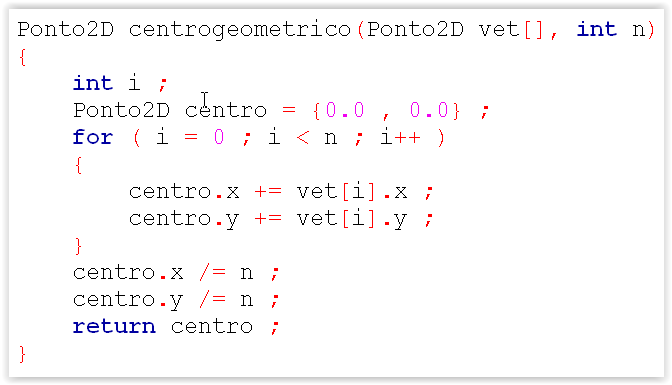 Ponto2D centrogeometrico(Ponto2D vet[], int n)
{
    int i ;
    Ponto2D centro = {0.0 , 0.0} ;
    for ( i = 0 ; i < n ; i++ )
    {
        centro.x += vet[i].x ;
        centro.y += vet[i].y ;
    }
    centro.x /= n ;
    centro.y /= n ;
    return centro ;
}